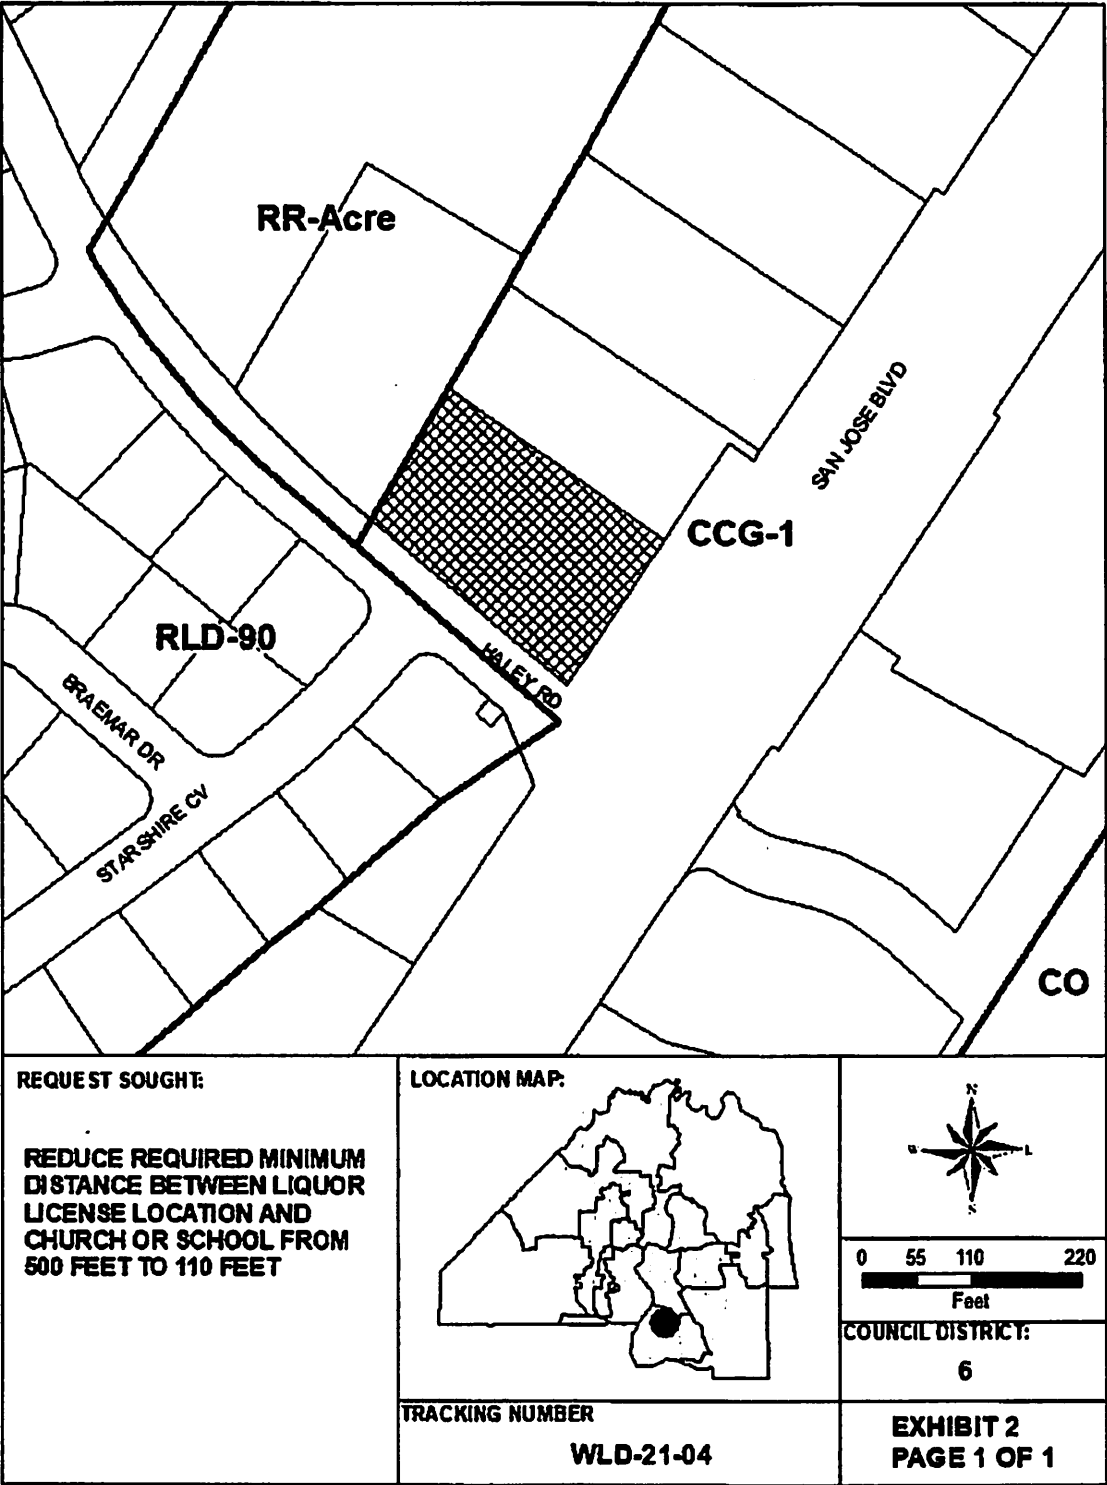 RR-Acre
SAN JOSE BLVD
CCG-1
RLD-90
HALEY RD
BRAEMAR DR
STARSHIRE CV
CO
REQUEST SOUGHT:
REDUCE REQUIRED MINIMUM
DISTANCE BETWEEN LIQUOR
LICENSE LOCATION AND
CHURCH OR SCHOOL FROM
500 FEET TO 110 FEET
LOCATION MAP:
N
S
0 55 110 220
Feet
COUNCIL DISTRICT:
6
TRACKING NUMBER
WLD-21-04
EXHIBIT 2
PAGE 1 OF 1